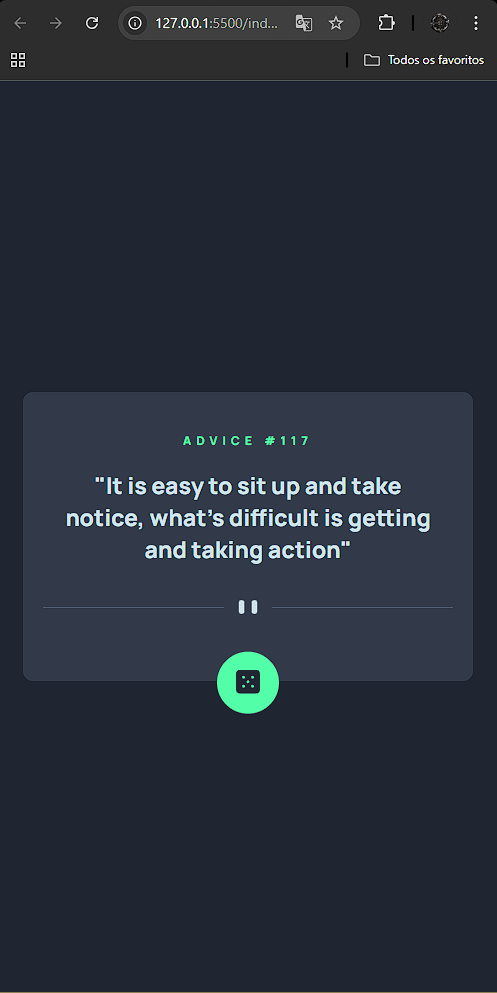 127.0.0.1:5500/ind...
Todos os favoritos
ADVICE #117
"It is easy to sit up and take
notice, what's difficult is getting
and taking action"